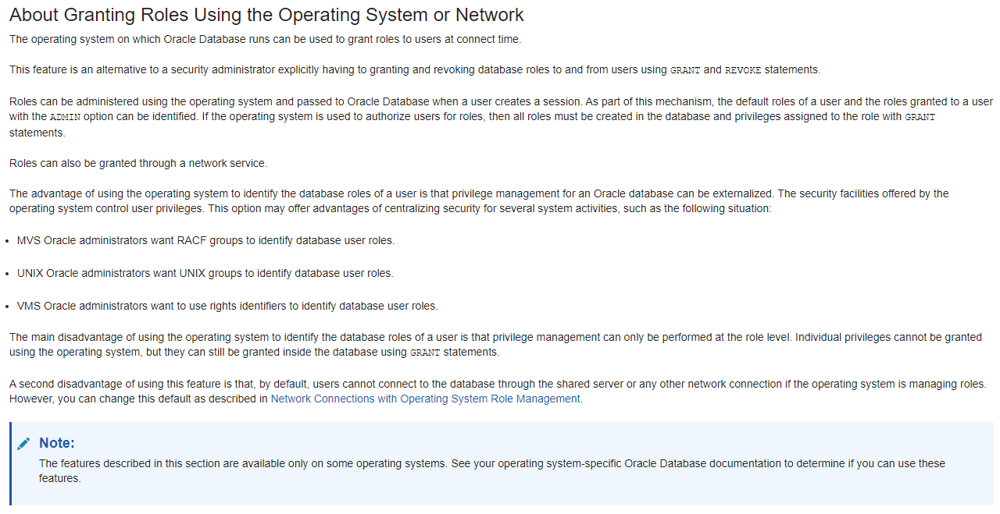 About Granting Roles Using the Operating System or Network
The operating system on which Oracle Database runs can be used to grant roles to users at connect time.
This feature is an alternative to a security administrator explicitly having to granting and revoking database roles to and from users using GRANT and REVOKE statements.
Roles can be administered using the operating system and passed to Oracle Database when a user creates a session. As part of this mechanism, the default roles of a user and the roles granted to a user
with the ADMIN option can be identified. If the operating system is used to authorize users for roles, then all roles must be created in the database and privileges assigned to the role with GRANT
statements.
Roles can also be granted through a network service.
The advantage of using the operating system to identify the database roles of a user is that privilege management for an Oracle database can be externalized. The security facilities offered by the
operating system control user privileges. This option may offer advantages of centralizing security for several system activities, such as the following situation:
• MVS Oracle administrators want RACF groups to identify database user roles.
• UNIX Oracle administrators want UNIX groups to identify database user roles.
• VMS Oracle administrators want to use rights identifiers to identify database user roles.
The main disadvantage of using the operating system to identify the database roles of a user is that privilege management can only be performed at the role level. Individual privileges cannot be granted
using the operating system, but they can still be granted inside the database using GRANT statements.
A second disadvantage of using this feature is that, by default, users cannot connect to the database through the shared server or any other network connection if the operating system is managing roles.
However, you can change this default as described in Network Connections with Operating System Role Management.
Note:
The features described in this section are available only on some operating systems. See your operating system-specific Oracle Database documentation to determine if you can use these
features.